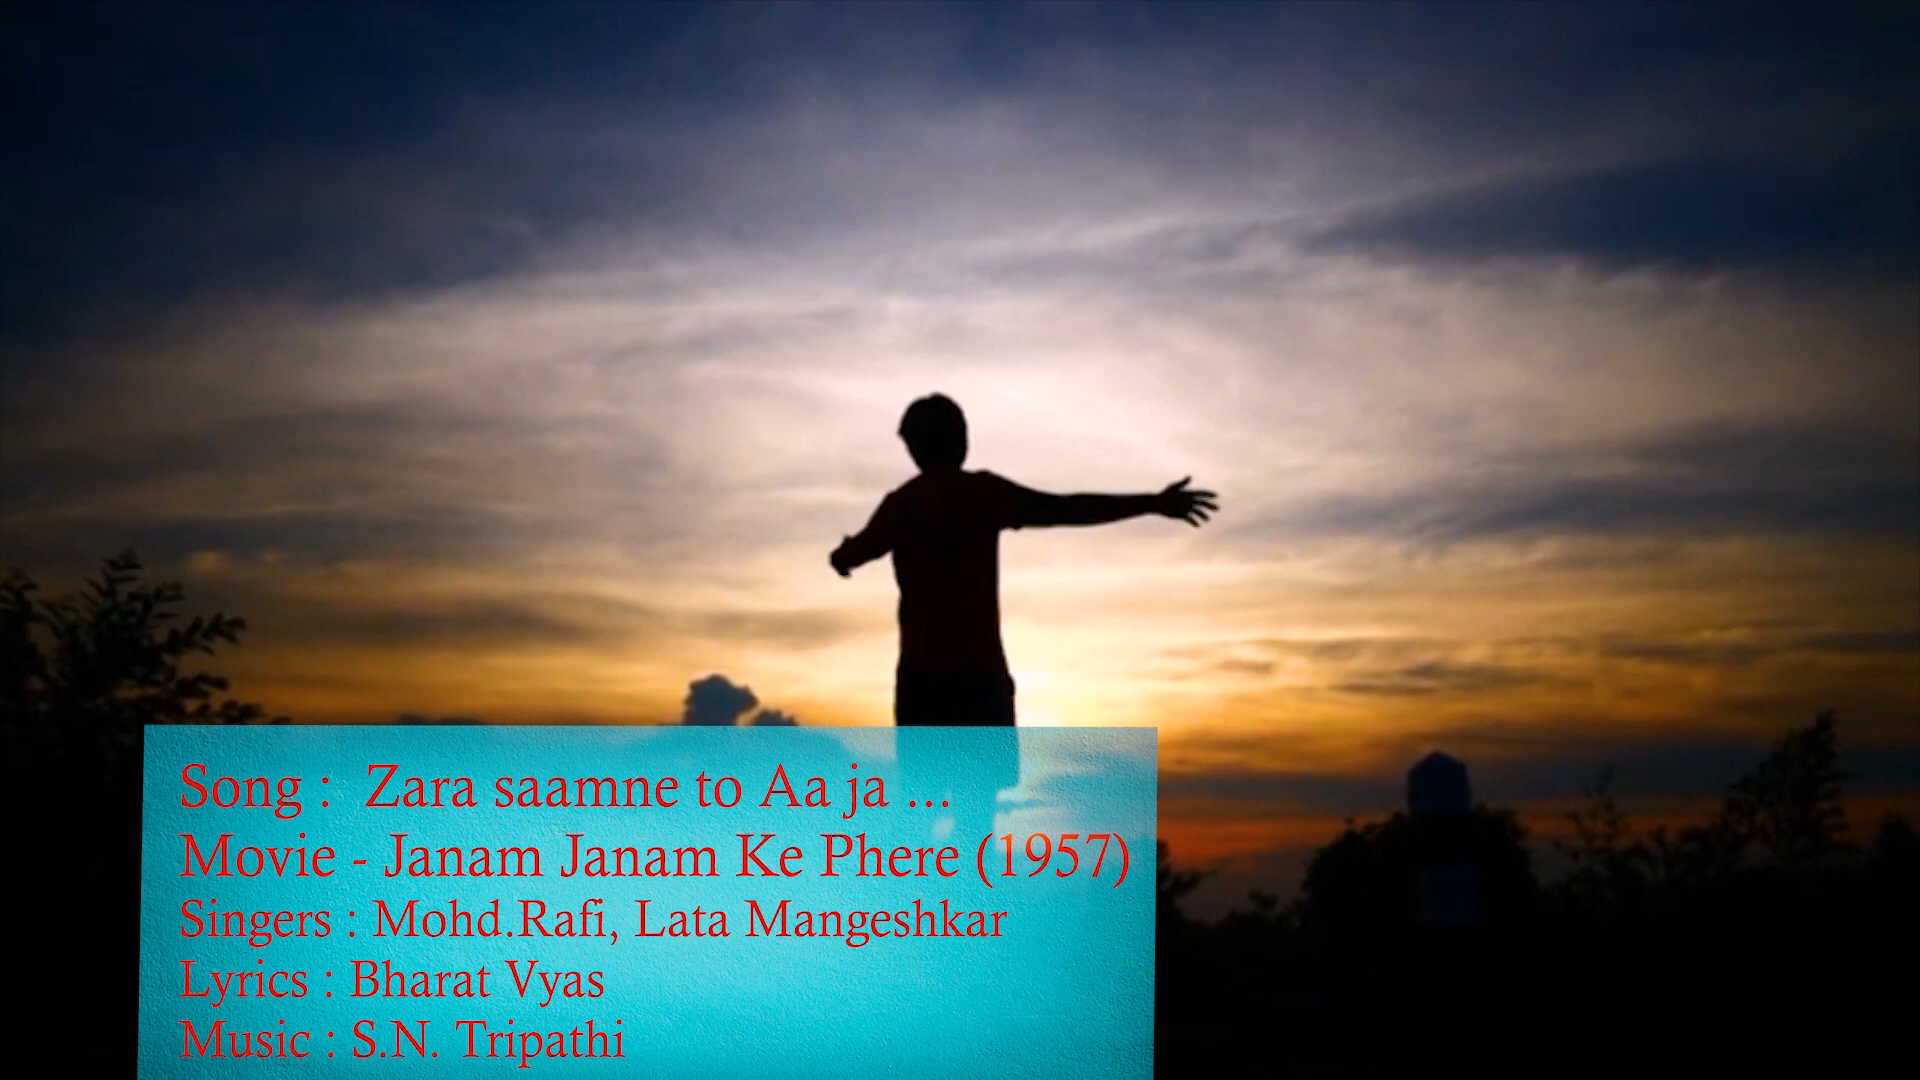 Song :  Zara saamne to Aa ja ...
Movie - Janam Janam Ke Phere (1957)
Singers : Mohd.Rafi, Lata Mangeshkar
Lyrics : Bharat Vyas
Music : S.N. Tripathi